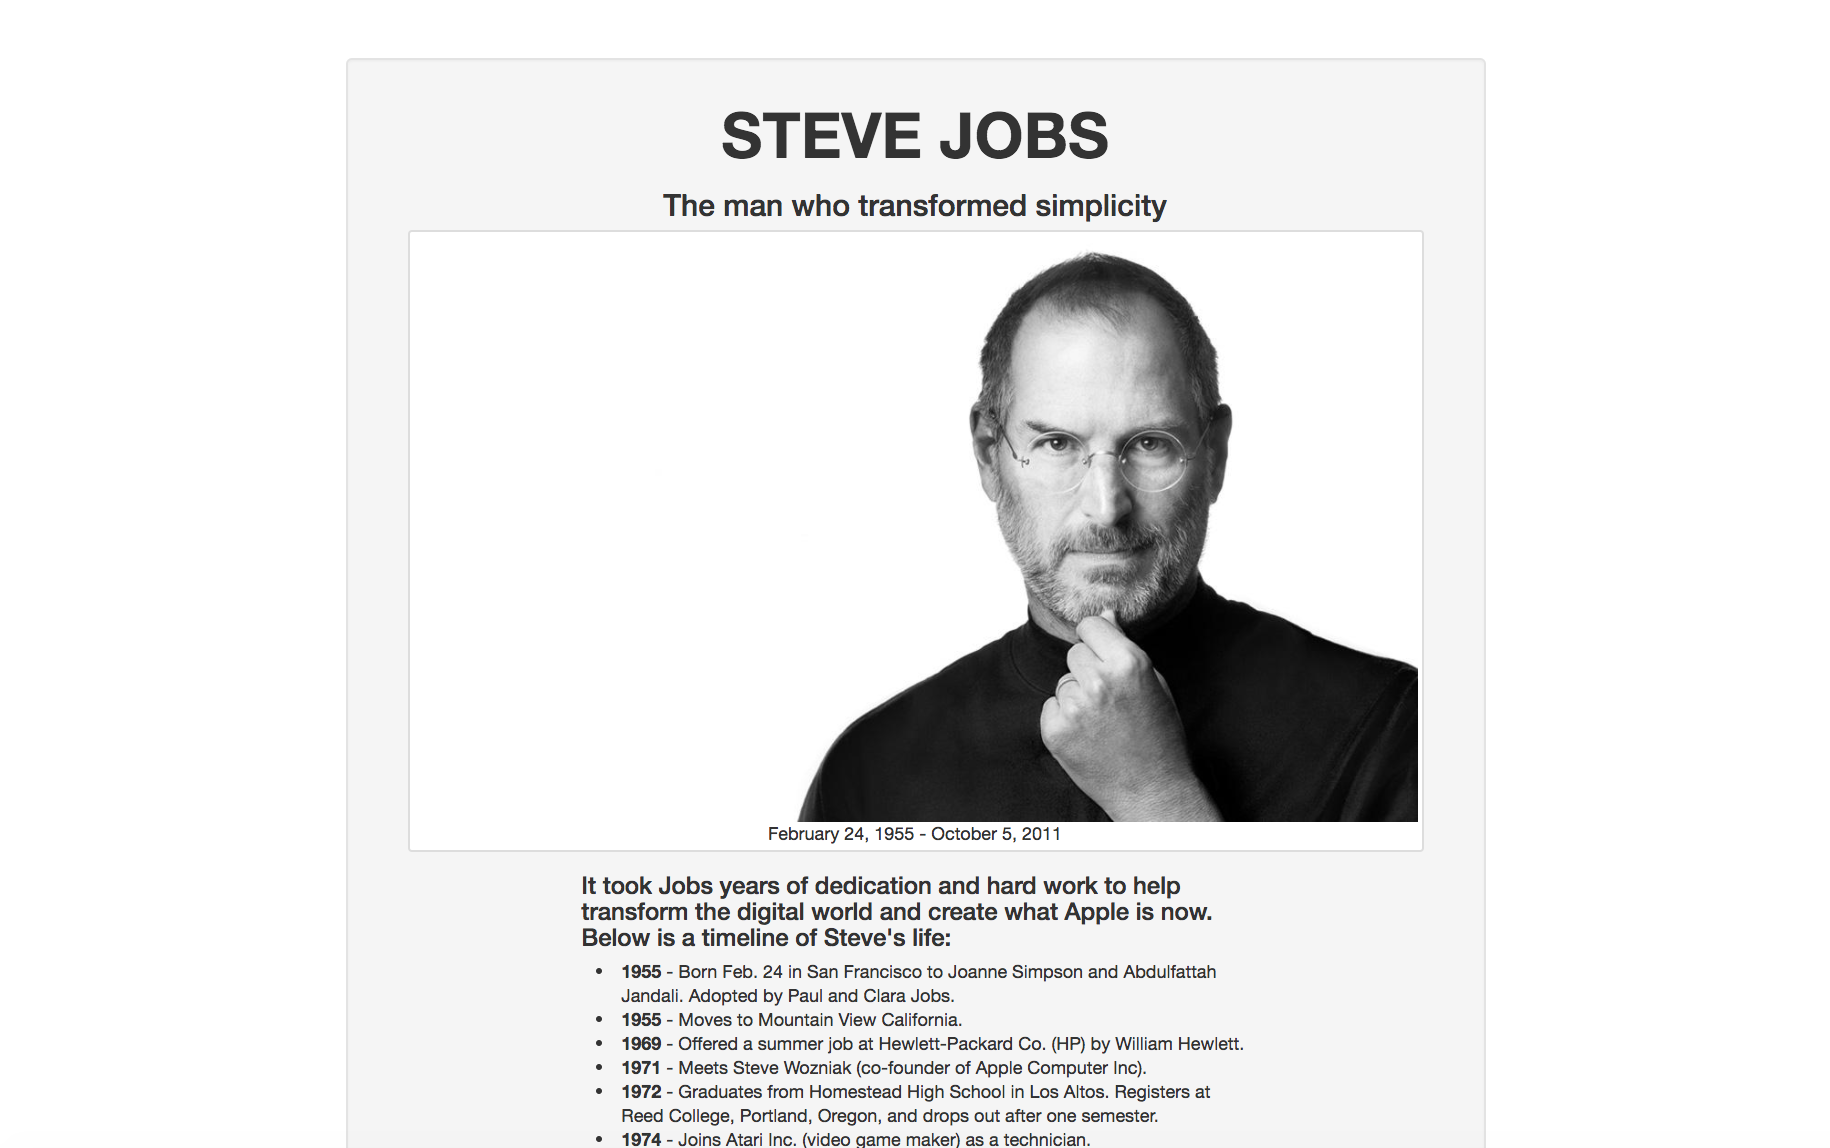 STEVE JOBS
The man who transformed simplicity
February 24, 1955 - October 5, 2011
It took Jobs years of dedication and hard work to help
transform the digital world and create what Apple is now.
Below is a timeline of Steve's life:
• 1955 - Born Feb. 24 in San Francisco to Joanne Simpson and Abdulfattah
Jandali. Adopted by Paul and Clara Jobs.
• 1955 - Moves to Mountain View California.
• 1969 - Offered a summer job at Hewlett-Packard Co. (HP) by William Hewlett.
• 1971 - Meets Steve Wozniak (co-founder of Apple Computer Inc).
• 1972 - Graduates from Homestead High School in Los Altos. Registers at
Reed College, Portland, Oregon, and drops out after one semester.
• 1974 - Joins Atari Inc. (video game maker) as a technician.